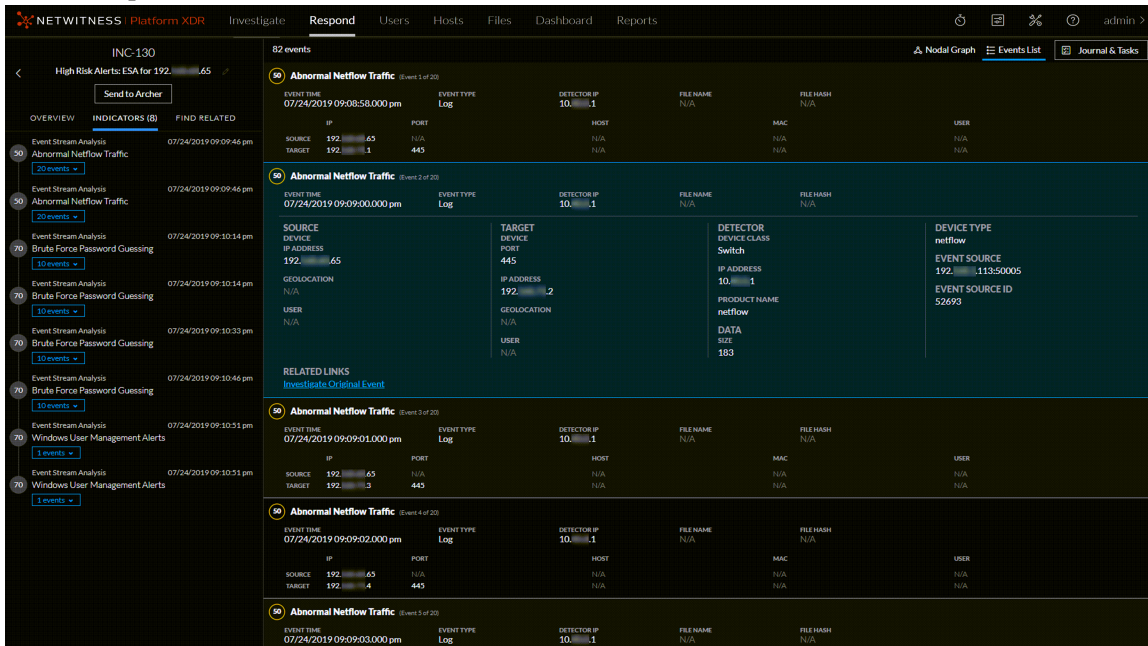 NETWITNESS Platform XDR Investigate Respond Users Hosts Files Dashboard Reports admin >
INC-130
High Risk Alerts: ESA for 192. .65
Send to Archer
OVERVIEW INDICATORS (8) FIND RELATED
Event Stream Analysis 07/24/2019 09:09:46 pm
50 Abnormal Netflow Traffic
20 events
Event Stream Analysis 07/24/2019 09:09:46 pm
50 Abnormal Netflow Traffic
20 events
Event Stream Analysis 07/24/2019 09:10:14 pm
70 Brute Force Password Guessing
10 events
Event Stream Analysis 07/24/2019 09:10:14 pm
70 Brute Force Password Guessing
10 events
Event Stream Analysis 07/24/2019 09:10:33 pm
70 Brute Force Password Guessing
10 events
Event Stream Analysis 07/24/2019 09:10:46 pm
70 Brute Force Password Guessing
10 events
Event Stream Analysis 07/24/2019 09:10:51 pm
70 Windows User Management Alerts
1 events
Event Stream Analysis 07/24/2019 09:10:51 pm
70 Windows User Management Alerts
1 events
82 events Nodal Graph Events List Journal & Tasks
50 Abnormal Netflow Traffic (Event 1 of 20)
EVENT TIME EVENT TYPE DETECTOR IP FILE NAME FILE HASH
07/24/2019 09:08:58.000 pm Log 10. .1 N/A N/A
IP PORT HOST MAC USER
SOURCE 192. .65 N/A N/A N/A N/A
TARGET 192. .1 445 N/A N/A N/A
50 Abnormal Netflow Traffic (Event 2 of 20)
EVENT TIME EVENT TYPE DETECTOR IP FILE NAME FILE HASH
07/24/2019 09:09:00.000 pm Log 10. .1 N/A N/A
SOURCE
DEVICE
IP ADDRESS
192. .65
GEOLOCATION
N/A
USER
N/A
TARGET
DEVICE
PORT
445
IP ADDRESS
192. .2
GEOLOCATION
N/A
USER
N/A
DETECTOR
DEVICE CLASS
Switch
IP ADDRESS
10. 1
PRODUCT NAME
netflow
DATA
SIZE
183
DEVICE TYPE
netflow
EVENT SOURCE
192. .113:50005
EVENT SOURCE ID
52693
RELATED LINKS
Investigate Original Event
50 Abnormal Netflow Traffic (Event 3 of 20)
EVENT TIME EVENT TYPE DETECTOR IP FILE NAME FILE HASH
07/24/2019 09:09:01.000 pm Log 10. .1 N/A N/A
IP PORT HOST MAC USER
SOURCE 192. .65 N/A N/A N/A N/A
TARGET 192. .3 445 N/A N/A N/A
50 Abnormal Netflow Traffic (Event 4 of 20)
EVENT TIME EVENT TYPE DETECTOR IP FILE NAME FILE HASH
07/24/2019 09:09:02.000 pm Log 10. .1 N/A N/A
IP PORT HOST MAC USER
SOURCE 192. .65 N/A N/A N/A N/A
TARGET 192. .4 445 N/A N/A N/A
50 Abnormal Netflow Traffic (Event 5 of 20)
EVENT TIME EVENT TYPE DETECTOR IP FILE NAME FILE HASH
07/24/2019 09:09:03.000 pm Log 10. .1 N/A N/A